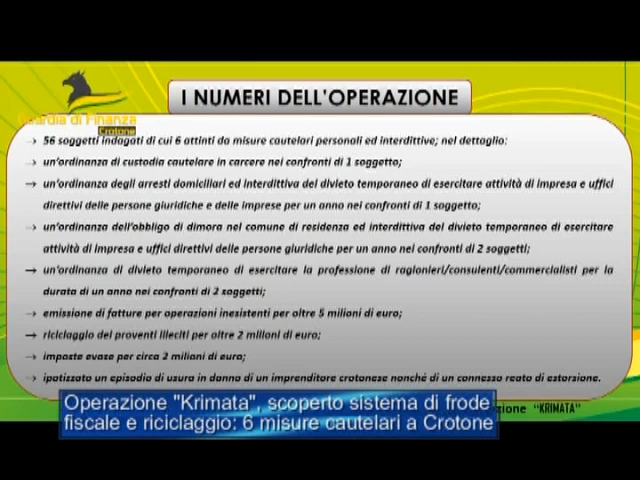 I NUMERI DELL'OPERAZIONE
Guardia di Finanza
Crotone
→ 56 soggetti indagati di cui 6 attinti da misure cautelari personali ed interdittive; nel dettaglio:
→ un'ordinanza di custodia cautelare in carcere nei confronti di 1 soggetto;
→ un'ordinanza degli arresti domiciliari ed interdittiva del divieto temporaneo di esercitare attività di impresa e uffici
direttivi delle persone giuridiche e delle imprese per un anno nei confronti di 1 soggetto;
→ un'ordinanza dell'obbligo di dimora nel comune di residenza ed interdittiva del divieto temporaneo di esercitare
attività di impresa e uffici direttivi delle persone giuridiche per un anno nei confronti di 2 soggetti;
→ un'ordinanza di divieto temporaneo di esercitare la professione di ragionieri/consulenti/commercialisti per la
durata di un anno nei confronti di 2 soggetti;
→ emissione di fatture per operazioni inesistenti per oltre 5 milioni di euro;
→ riciclaggio dei proventi illeciti per oltre 2 milioni di euro;
→ imposte evase per circa 2 milioni di euro;
→ ipotizzato un episodio di usura in danno di un imprenditore crotonese nonchè di un connesso reato di estorsione.
Operazione "Krimata", scoperto sistema di frode
fiscale e riciclaggio: 6 misure cautelari a Crotone
zione "KRIMATA"